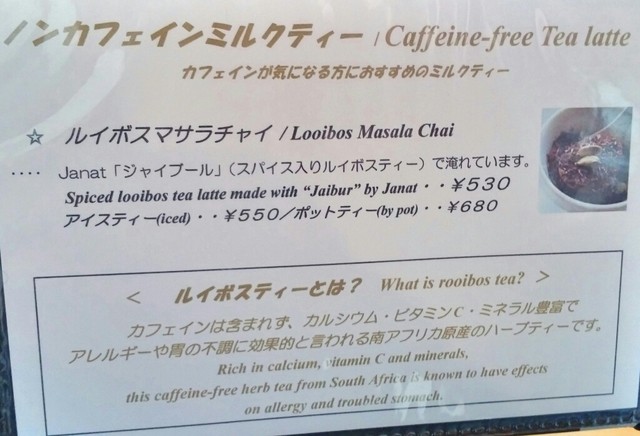 ノンカフェインミルクティー / Caffeine-free Tea latte
カフェインが気になる方におすすめのミルクティー
☆ ルイボスマサラチャイ / Looibos Masala Chai
‥‥ Janat「ジャイプール」(スパイス入りルイボスティー)で淹れています。
Spiced looibos tea latte made with “Jaibur” by Janat・・￥530
アイスティー(iced)・・￥550／ポットティー(by pot)・・￥680
＜ ルイボスティーとは？ What is rooibos tea? ＞
カフェインは含まれず、カルシウム・ビタミンC・ミネラル豊富で
アレルギーや胃の不調に効果的と言われる南アフリカ原産のハーブティーです。
Rich in calcium, vitamin C and minerals,
this caffeine-free herb tea from South Africa is known to have effects
on allergy and troubled stomach.